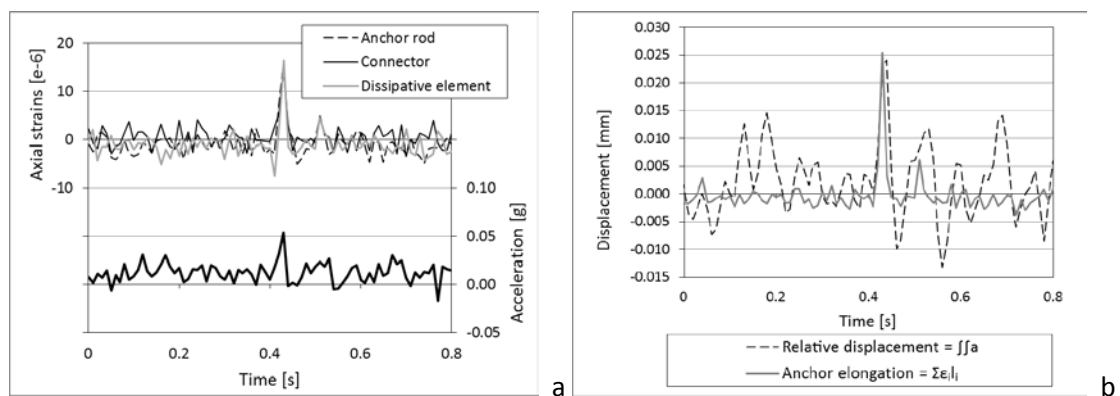 Axial strains [e-6]
20
10
0
-10
Anchor rod
Connector
Dissipative element
0.10
0.05
0.00
-0.05
Acceleration [g]
0 0.2 0.4 0.6 0.8
Time [s]
a
Displacement [mm]
0.030
0.025
0.020
0.015
0.010
0.005
0.000
-0.005
-0.010
-0.015
0 0.2 0.4 0.6 0.8
Time [s]
Relative displacement = ∫∫a
Anchor elongation = Σεᵢlᵢ
b